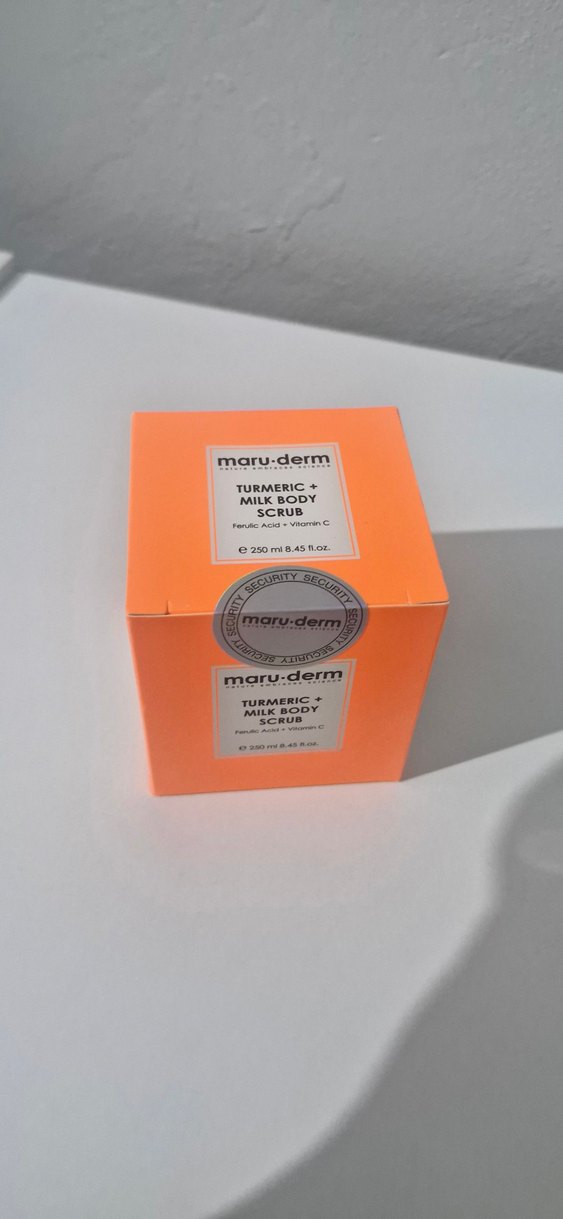 maru·derm
nature embraces science
TURMERIC +
MILK BODY
SCRUB
Ferulic Acid + Vitamin C
℮ 250 ml 8.45 fl.oz.
SECURITY SECURITY SECURITY SECURITY SECURITY
maru·derm
nature embraces science
maru·derm
nature embraces science
TURMERIC +
MILK BODY
SCRUB
Ferulic Acid + Vitamin C
℮ 250 ml 8.45 fl.oz.